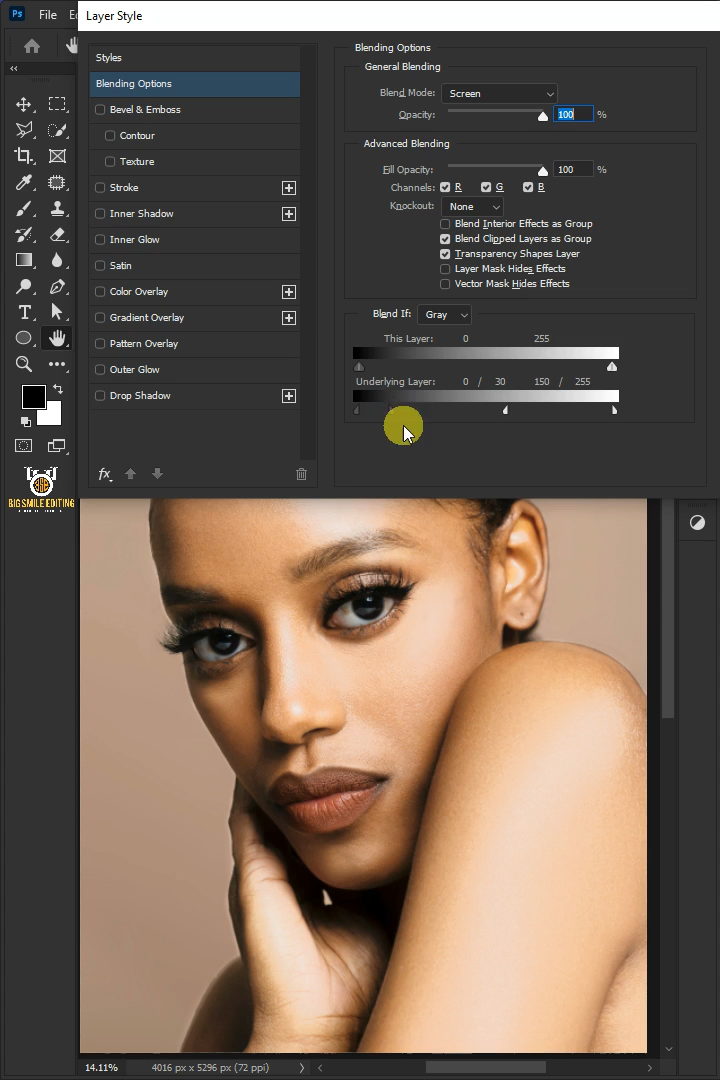 Ps File
Layer Style
Styles
Blending Options
Bevel & Emboss
Contour
Texture
Stroke
Inner Shadow
Inner Glow
Satin
Color Overlay
Gradient Overlay
Pattern Overlay
Outer Glow
Drop Shadow
fx
Blending Options
General Blending
Blend Mode: Screen
Opacity: 100 %
Advanced Blending
Fill Opacity: 100 %
Channels: R G B
Knockout: None
Blend Interior Effects as Group
Blend Clipped Layers as Group
Transparency Shapes Layer
Layer Mask Hides Effects
Vector Mask Hides Effects
Blend If: Gray
This Layer: 0 255
Underlying Layer: 0 / 30 150 / 255
BIG SMILE EDITING
14.11% 4016 px x 5296 px (72 ppi)